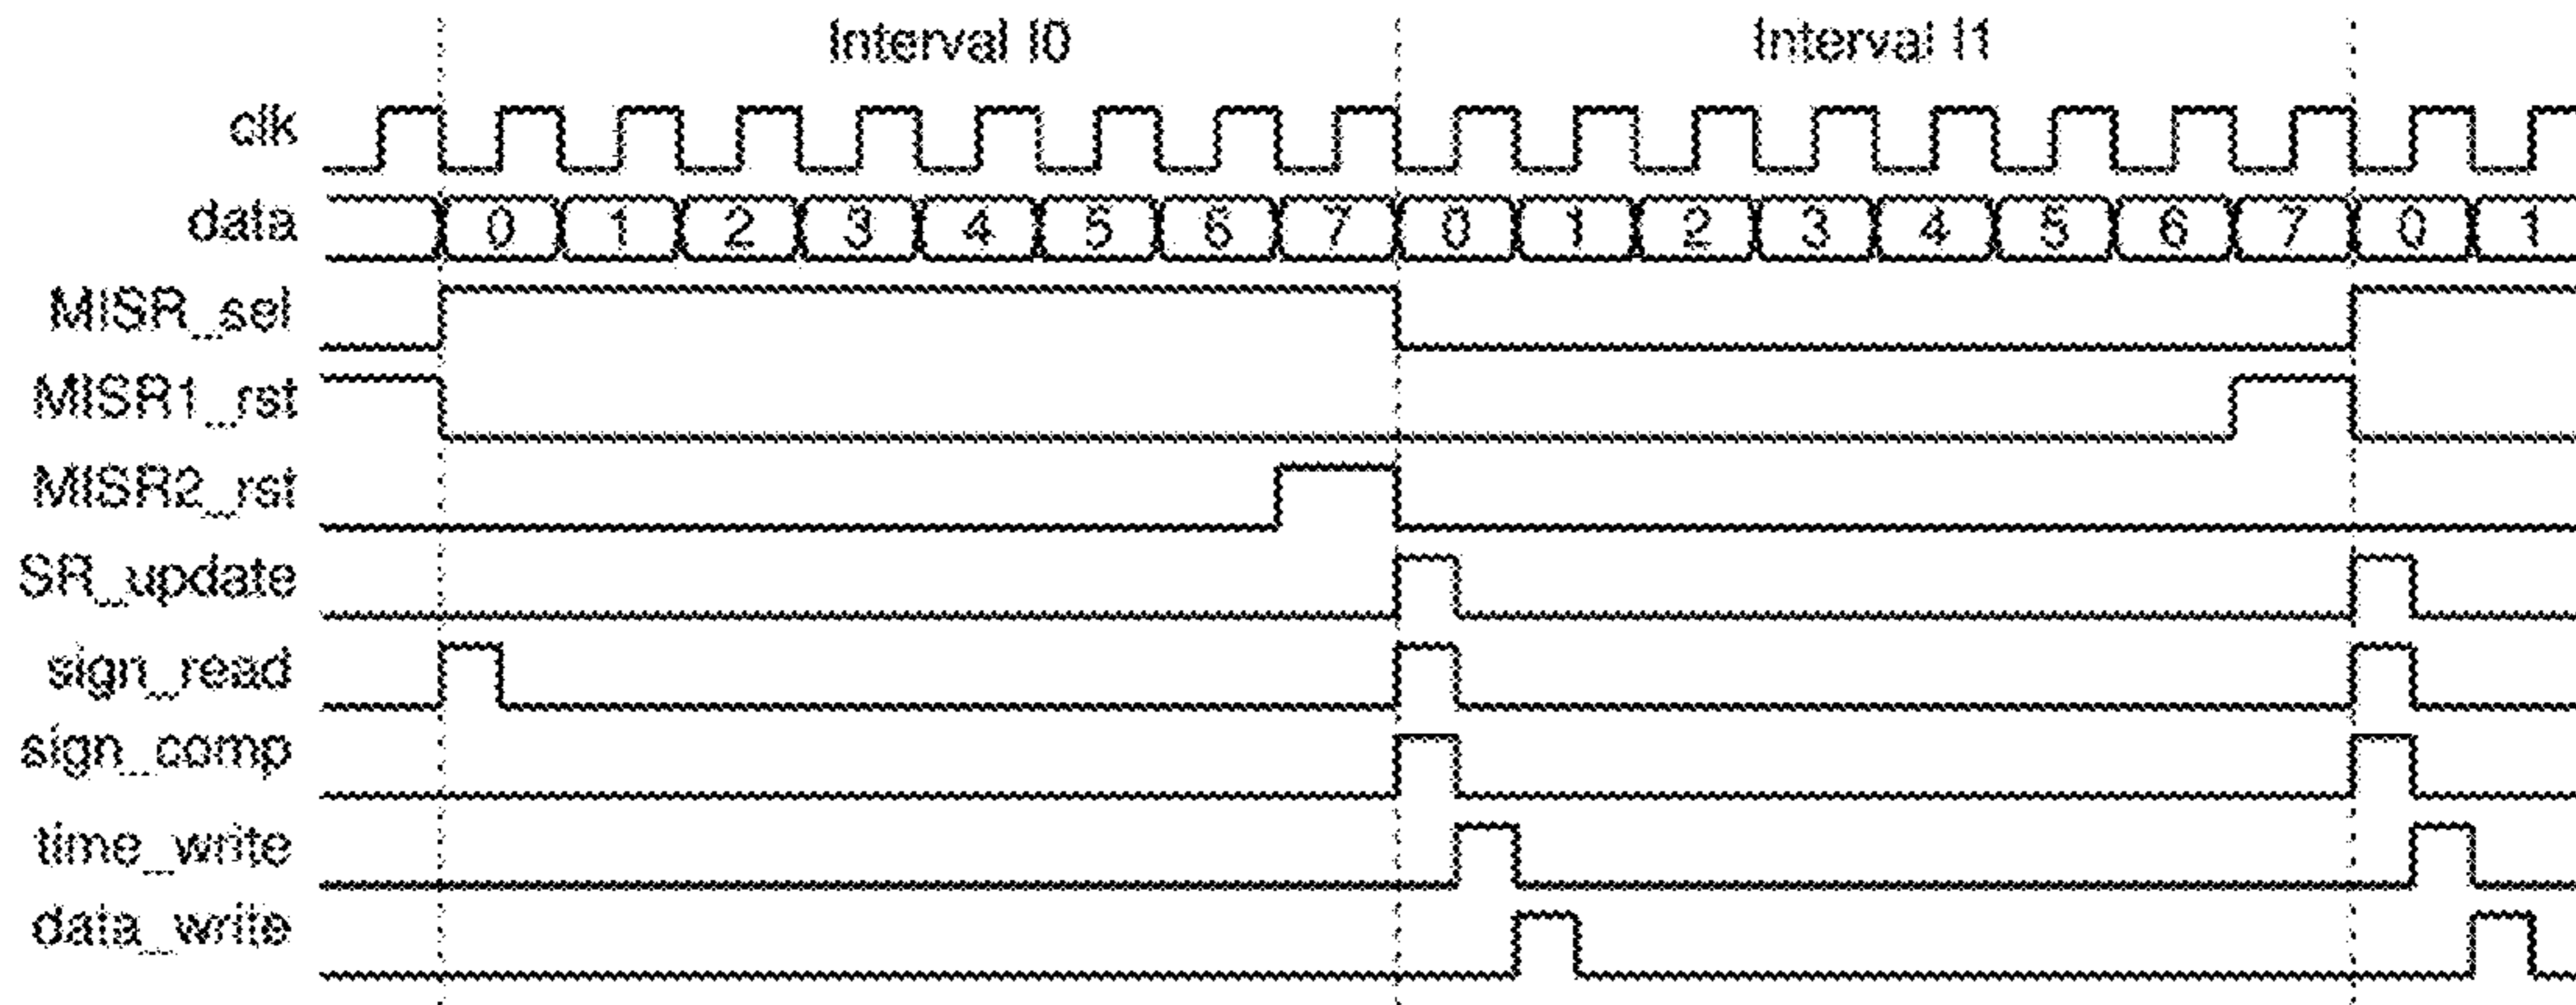 Interval I0 Interval I1
clk
data 0 1 2 3 4 5 6 7 0 1 2 3 4 5 6 7 0 1
MISR_sel
MISR1_rst
MISR2_rst
SR_update
sign_read
sign_comp
time_write
data_write